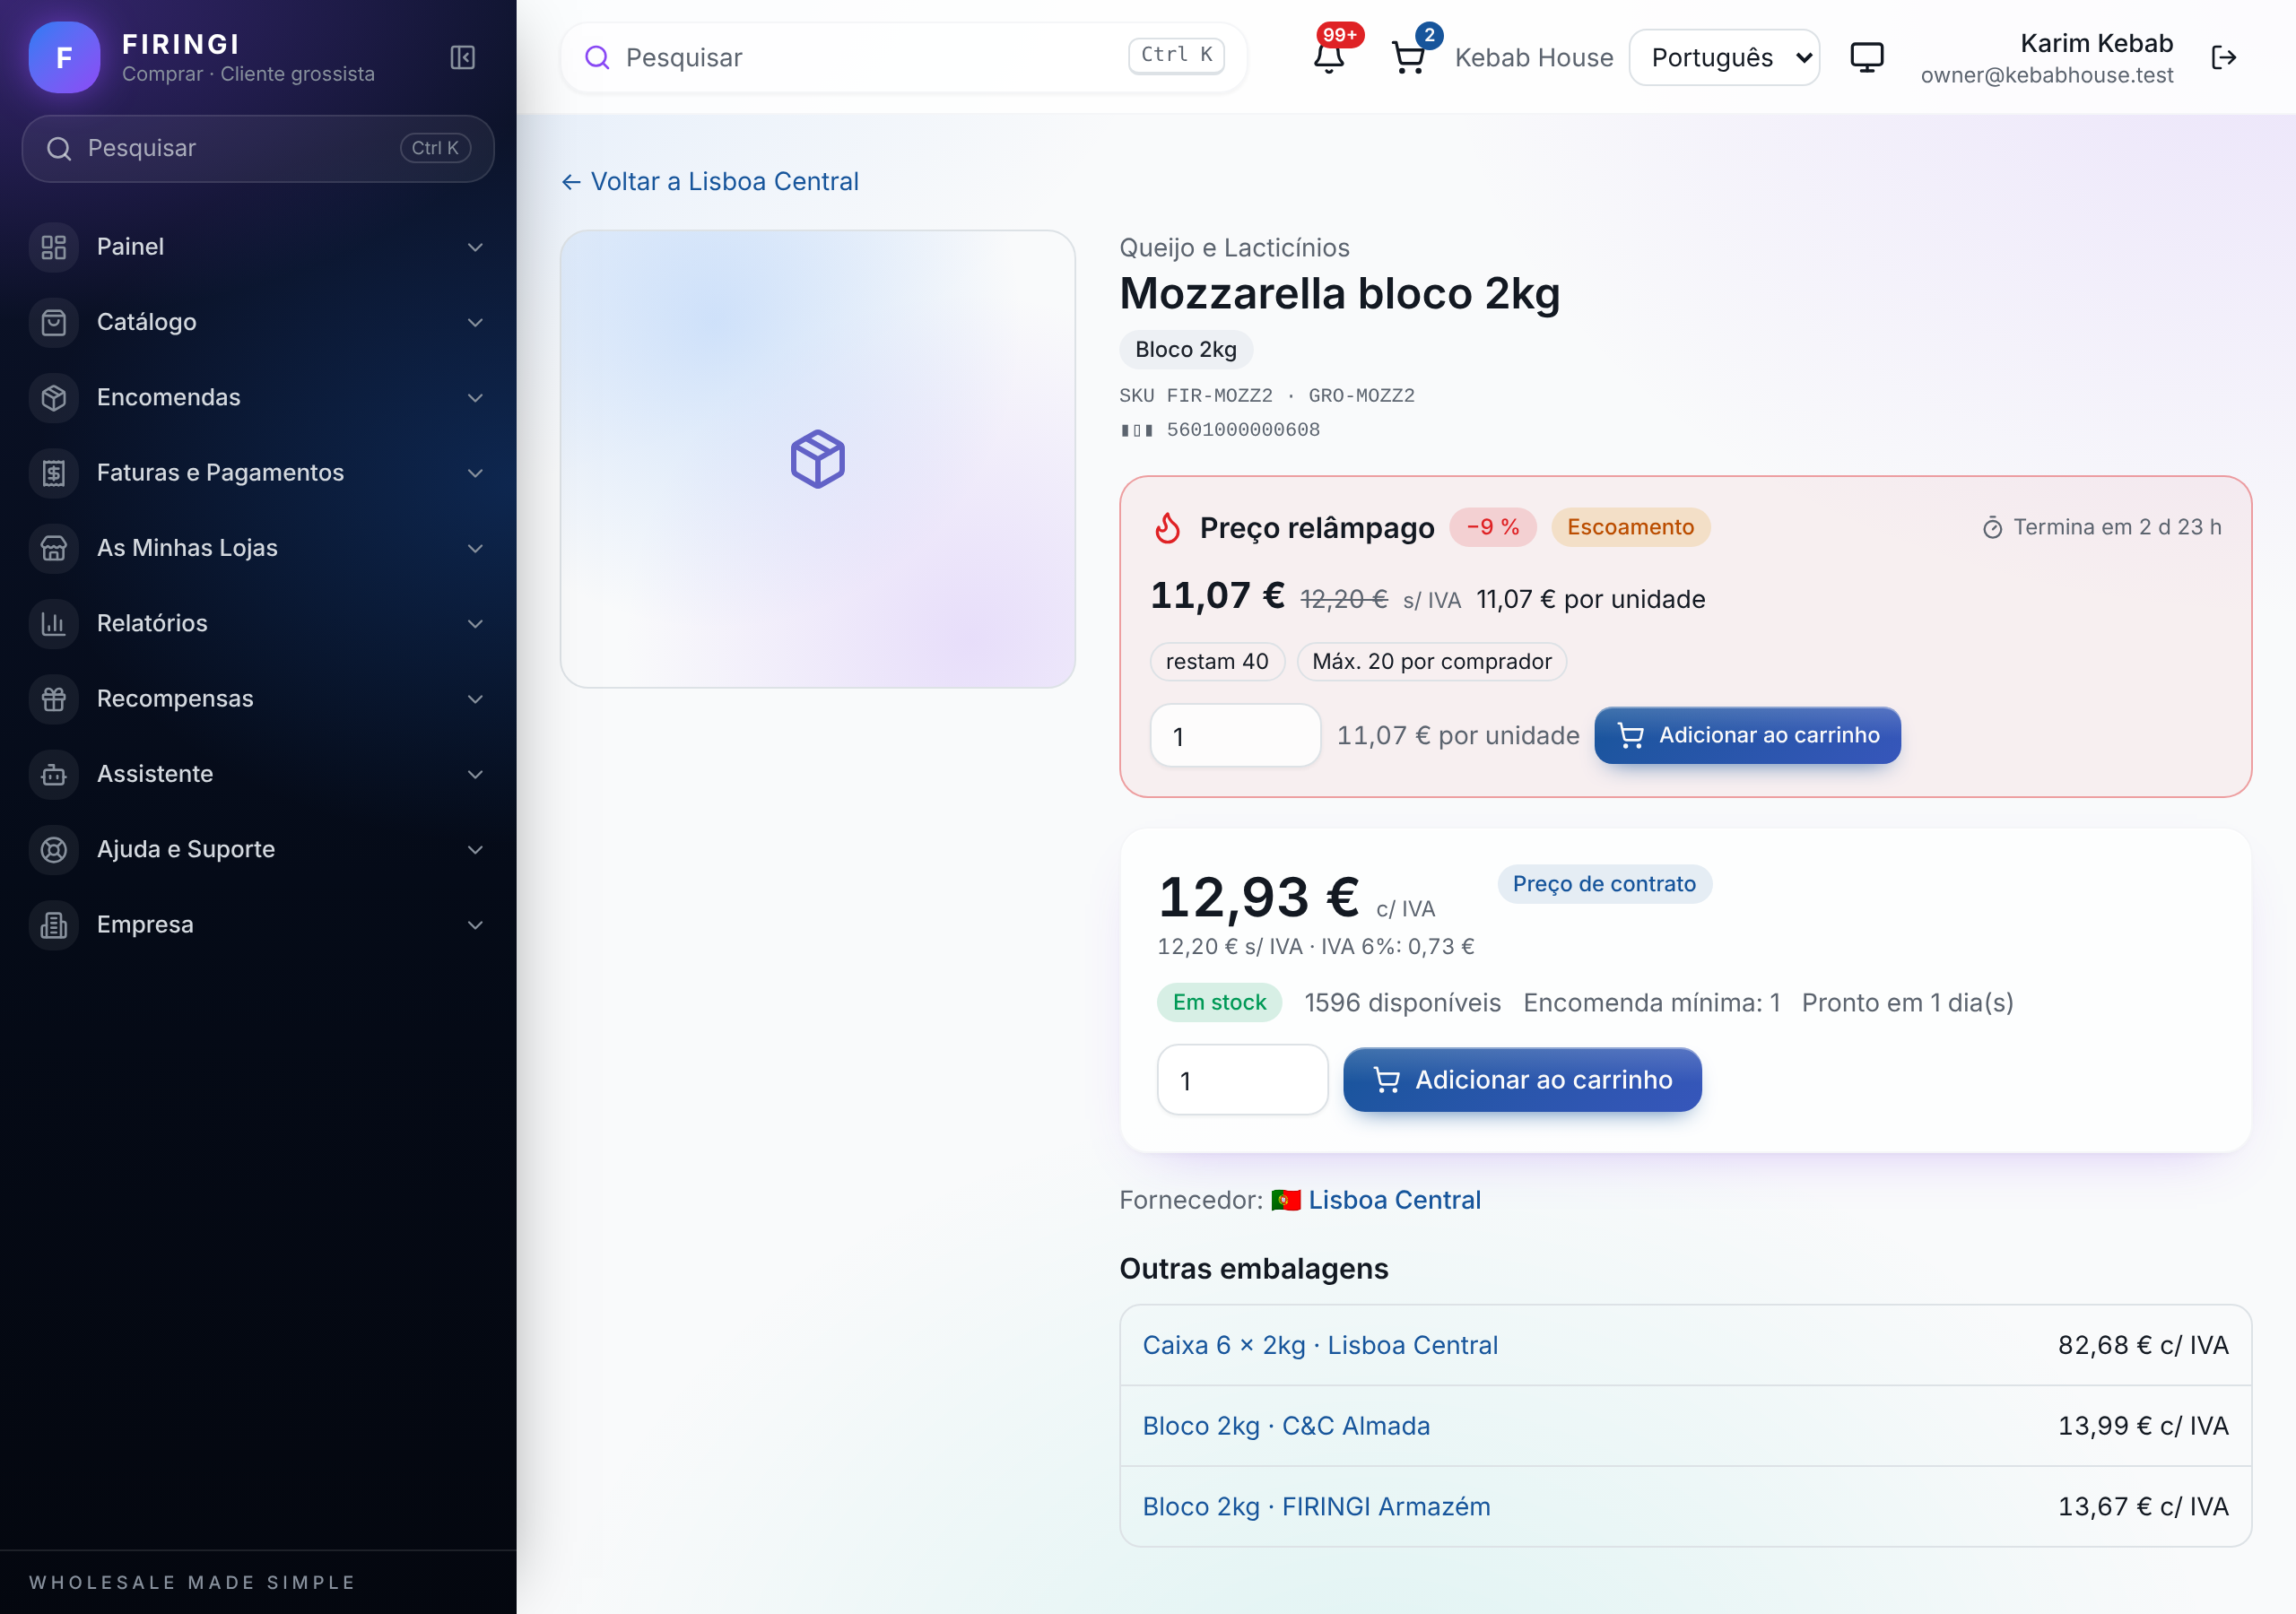 F
FIRINGI
Comprar · Cliente grossista
Pesquisar
Ctrl K
Painel
Catálogo
Encomendas
Faturas e Pagamentos
As Minhas Lojas
Relatórios
Recompensas
Assistente
Ajuda e Suporte
Empresa
WHOLESALE MADE SIMPLE
Pesquisar
Ctrl K
99+
2
Kebab House
Português
Karim Kebab
owner@kebabhouse.test
← Voltar a Lisboa Central
Queijo e Lacticínios
Mozzarella bloco 2kg
Bloco 2kg
SKU FIR-MOZZ2 · GRO-MOZZ2
▮▯▮ 5601000000608
Preço relâmpago −9 % Escoamento Termina em 2 d 23 h
11,07 € 12,20 € s/ IVA 11,07 € por unidade
restam 40 Máx. 20 por comprador
1 11,07 € por unidade Adicionar ao carrinho
12,93 € c/ IVA Preço de contrato
12,20 € s/ IVA · IVA 6%: 0,73 €
Em stock 1596 disponíveis Encomenda mínima: 1 Pronto em 1 dia(s)
1 Adicionar ao carrinho
Fornecedor: 🇵🇹 Lisboa Central
Outras embalagens
Caixa 6 × 2kg · Lisboa Central 82,68 € c/ IVA
Bloco 2kg · C&C Almada 13,99 € c/ IVA
Bloco 2kg · FIRINGI Armazém 13,67 € c/ IVA